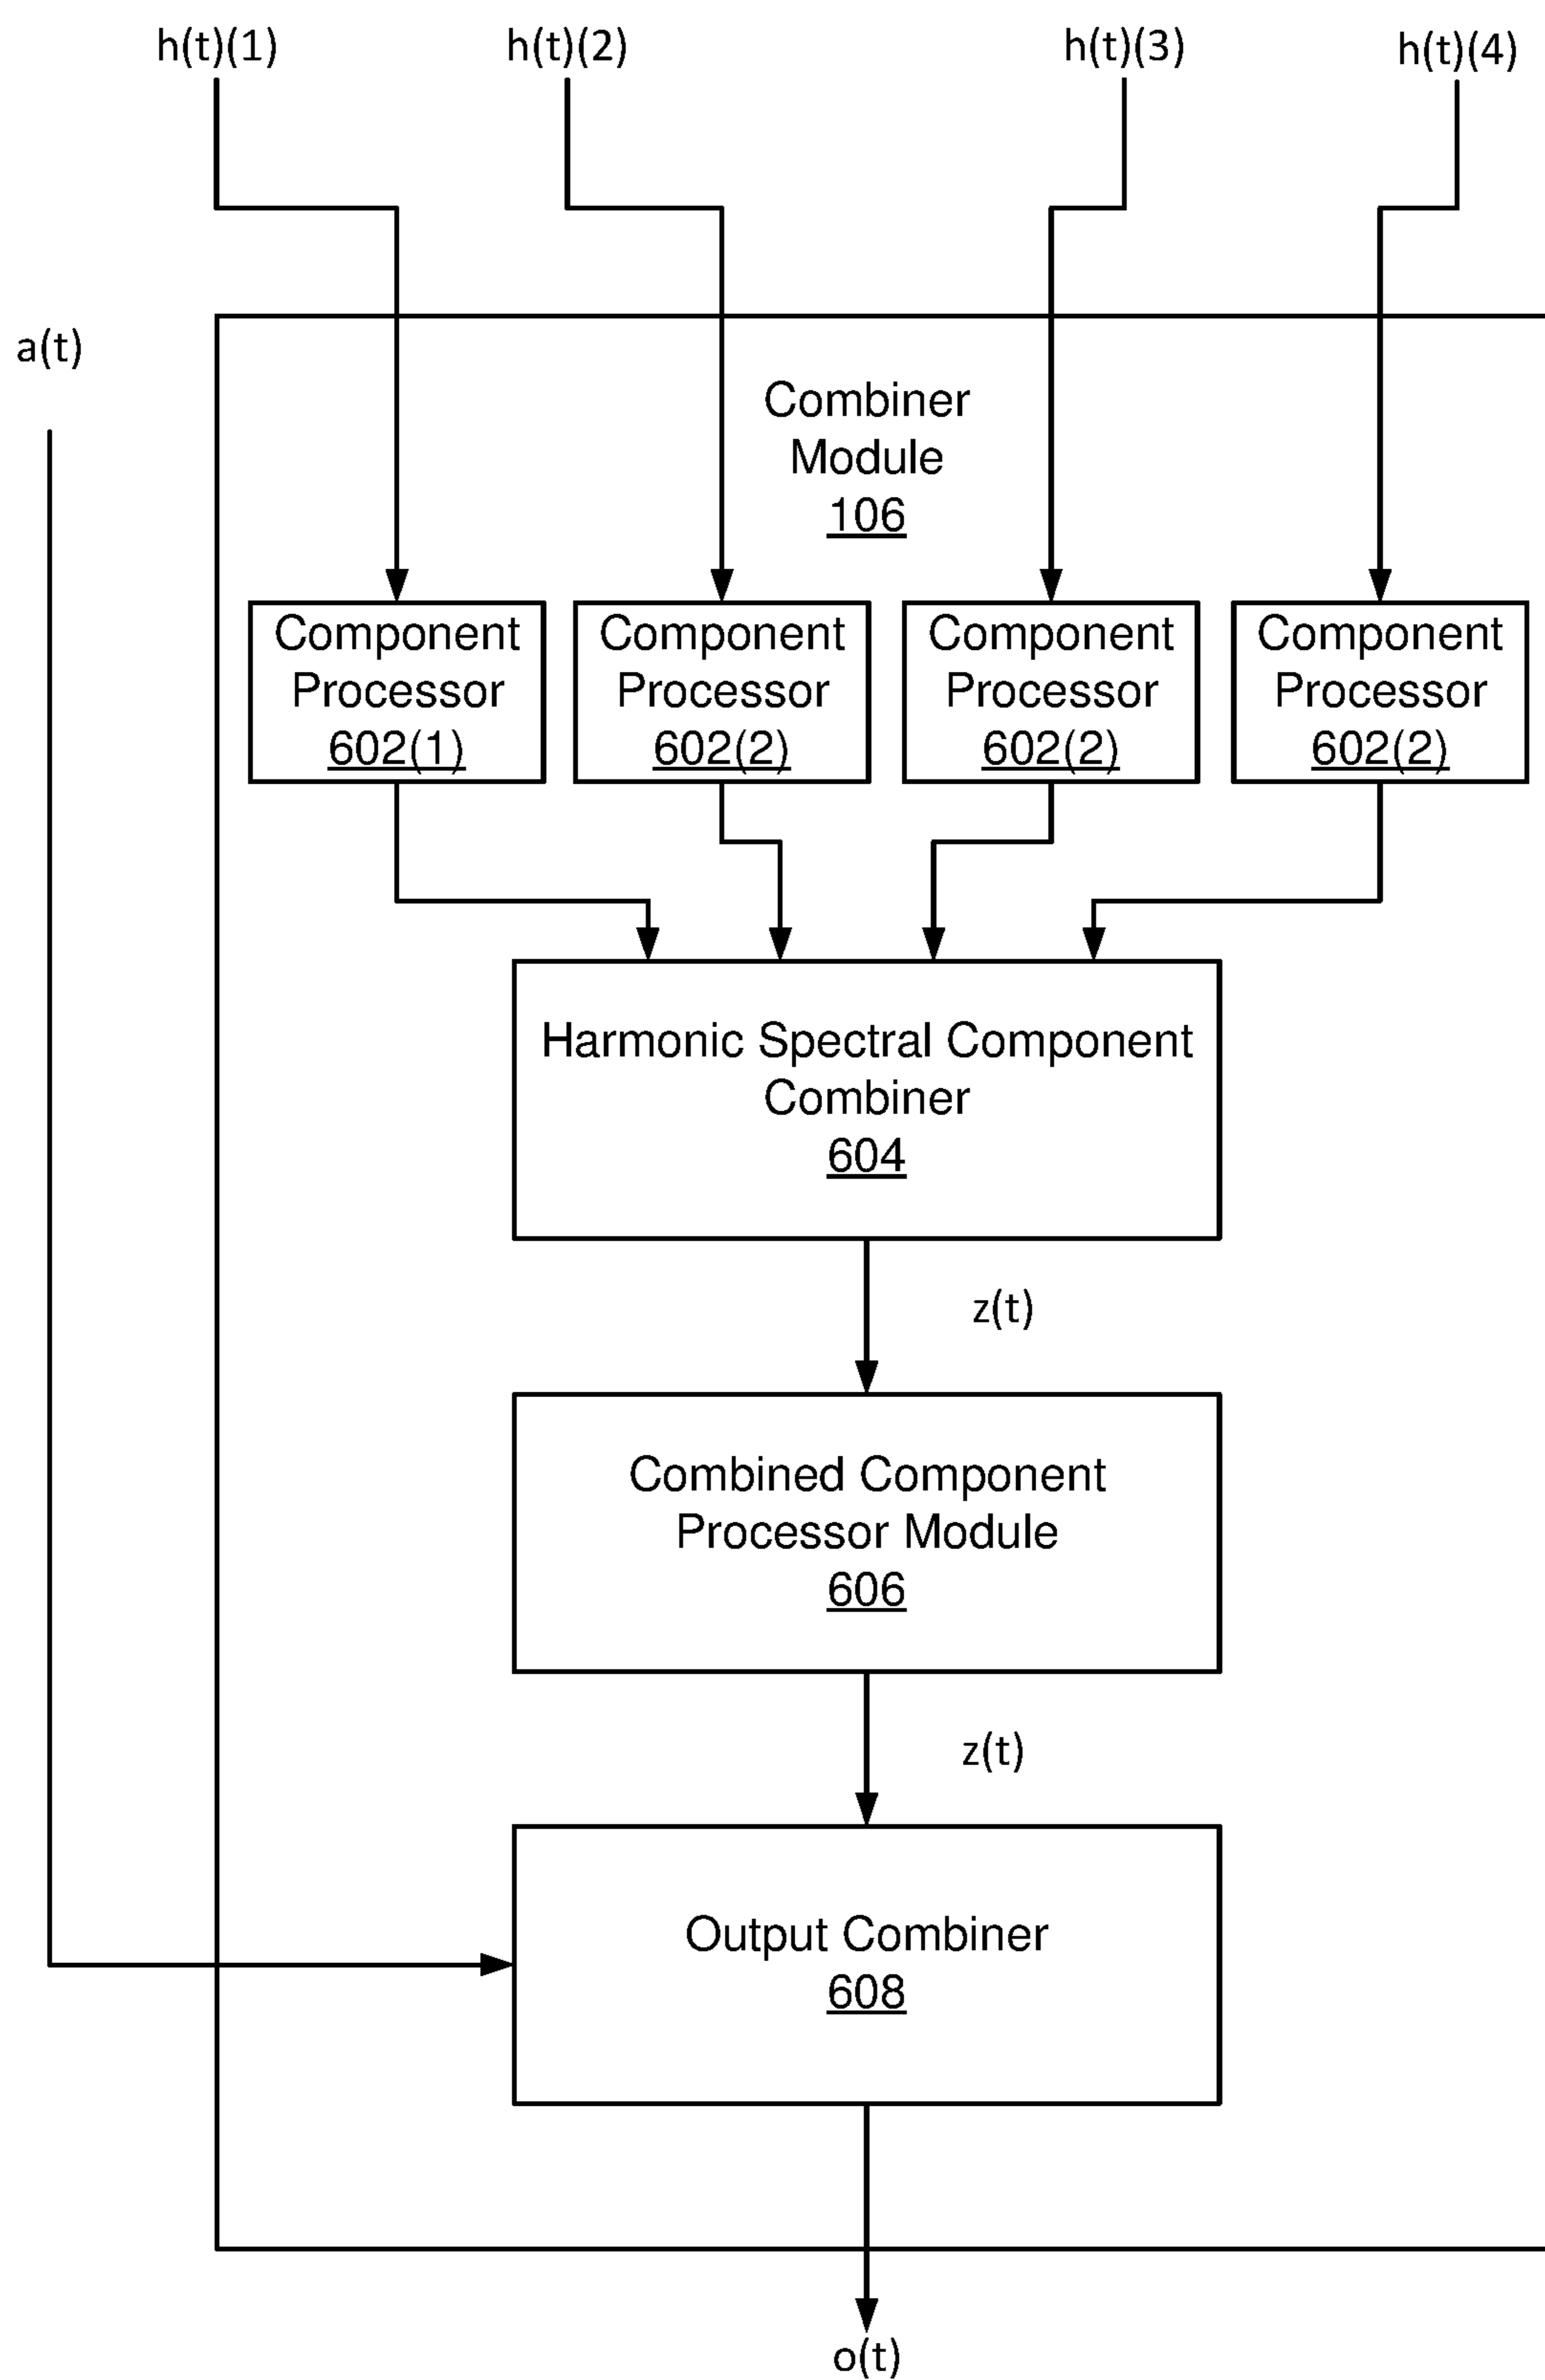 h(t)(1)
h(t)(2)
h(t)(3)
h(t)(4)
a(t)
Combiner
Module
106
Component
Processor
602(1)
Component
Processor
602(2)
Component
Processor
602(2)
Component
Processor
602(2)
Harmonic Spectral Component
Combiner
604
z(t)
Combined Component
Processor Module
606
z(t)
Output Combiner
608
o(t)